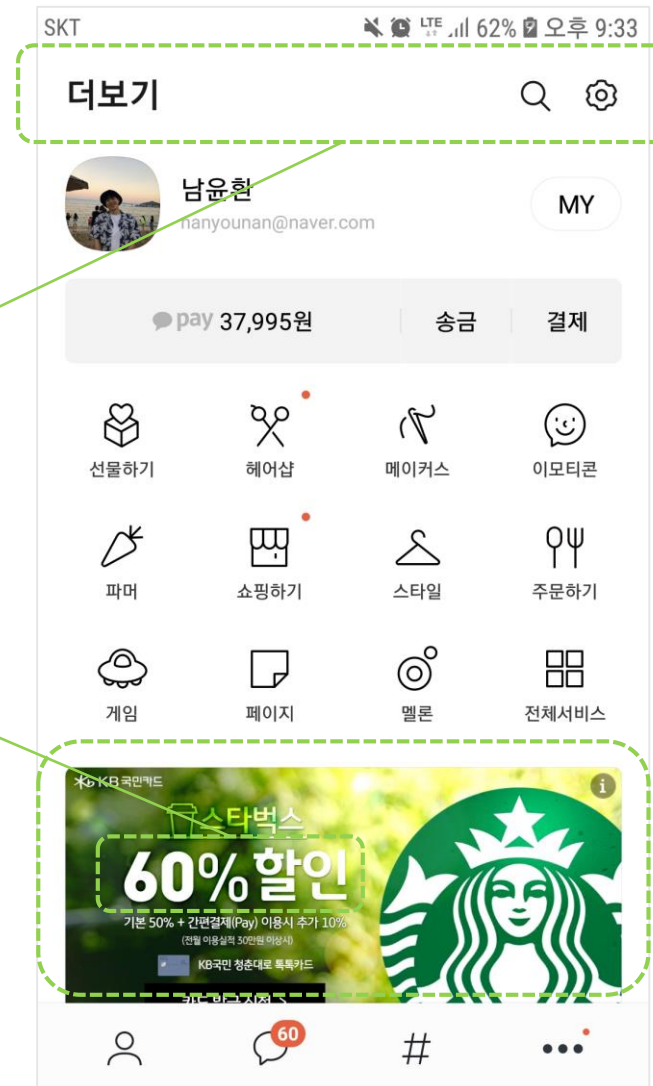 SKT LTE 62% 오후 9:33
더보기
남윤환
nanyounan@naver.com
MY
pay 37,995원 송금 결제
선물하기 헤어샵 메이커스 이모티콘
파머 쇼핑하기 스타일 주문하기
게임 페이지 멜론 전체서비스
KB국민카드
스타벅스
60%할인
기본 50% + 간편결제(Pay) 이용시 추가 10%
(전월 이용실적 30만원 이상시)
KB국민 청춘대로 톡톡카드
카드 발급 신청 >
60